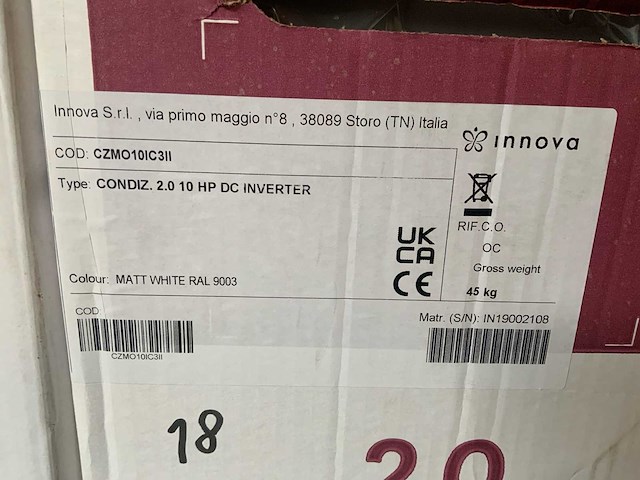 Innova S.r.l. , via primo maggio n°8 , 38089 Storo (TN) Italia
innova
COD: CZMO10IC3II
Type: CONDIZ. 2.0 10 HP DC INVERTER
RIF.C.O.
OC
UK
CA
Gross weight
Colour: MATT WHITE RAL 9003
CE
45 kg
COD
Matr. (S/N): IN19002108
CZMO10IC3II
18
2.0